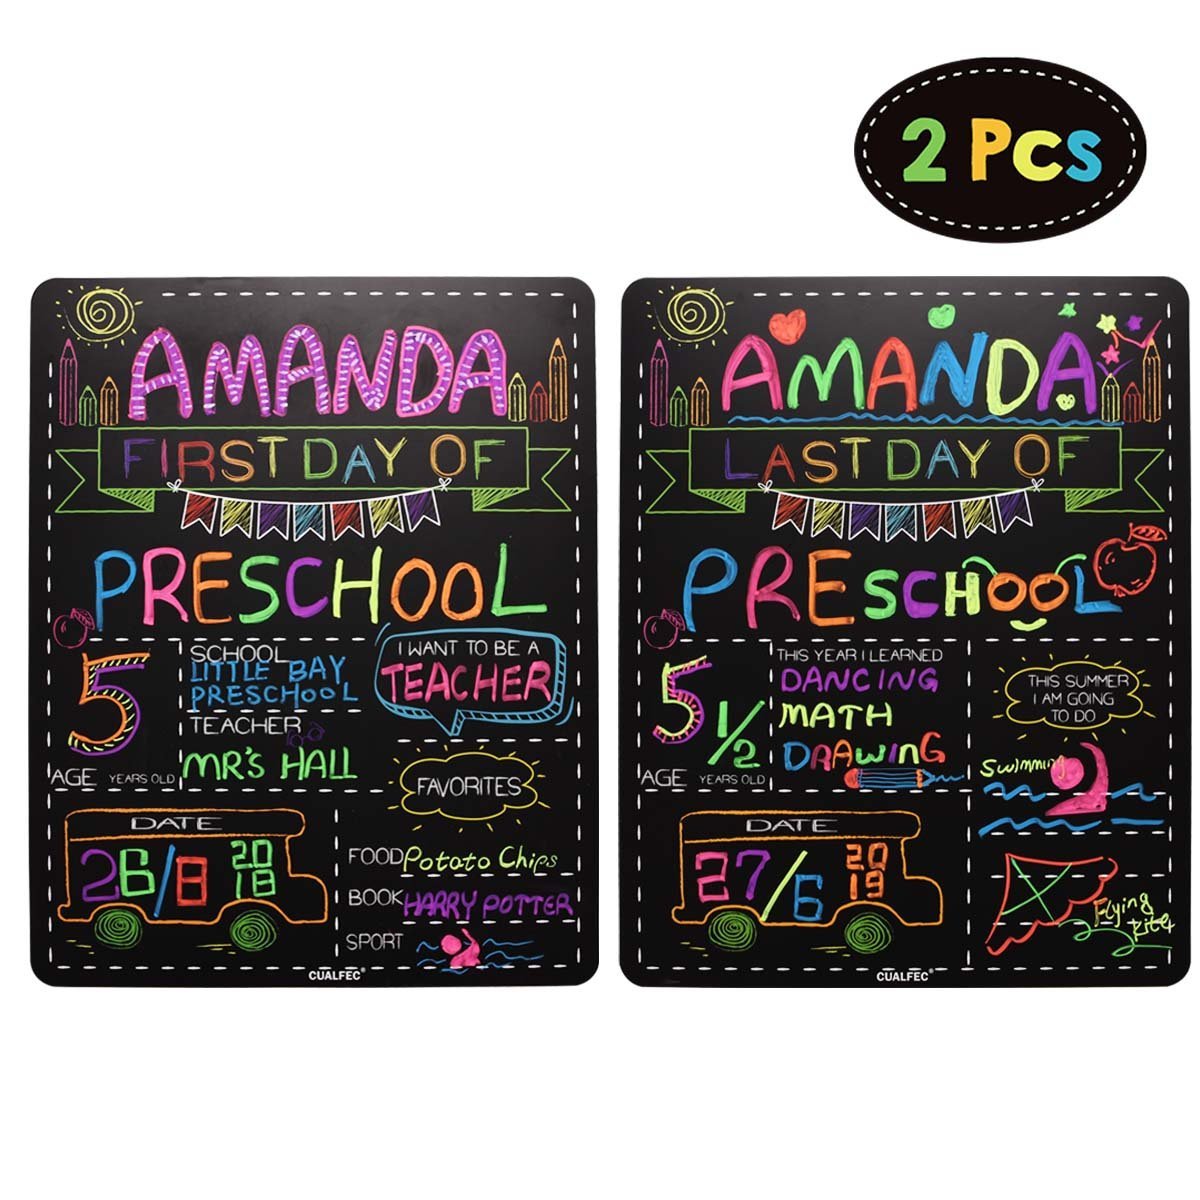 2 Pcs
AMANDA
FIRST DAY OF
PRESCHOOL
5
AGE YEARS OLD
SCHOOL
LITTLE BAY
PRESCHOOL
TEACHER
MR'S HALL
I WANT TO BE A
TEACHER
FAVORITES
FOOD Potato Chips
BOOK HARRY POTTER
SPORT
DATE
26/8 2018
CUALFEC®
AMANDA
LAST DAY OF
PRESCHOOL
5 1/2
AGE YEARS OLD
THIS YEAR I LEARNED
DANCING
MATH
DRAWING
THIS SUMMER
I AM GOING
TO DO
Swimming
Flying
kite
DATE
27/6 2019
CUALFEC®